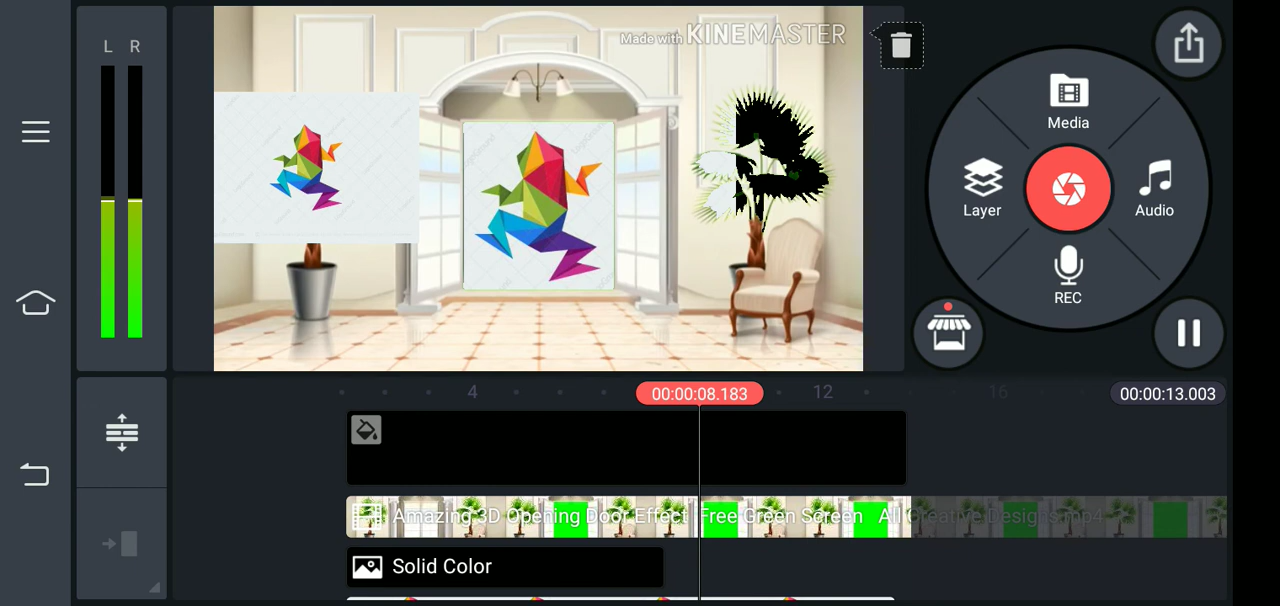 L R
Made with KINEMASTER
Media
Layer
Audio
REC
4
00:00:08.183
12
16
00:00:13.003
Amazing 3D Opening Door Effect Free Green Screen All Creative Designs.mp4
Solid Color